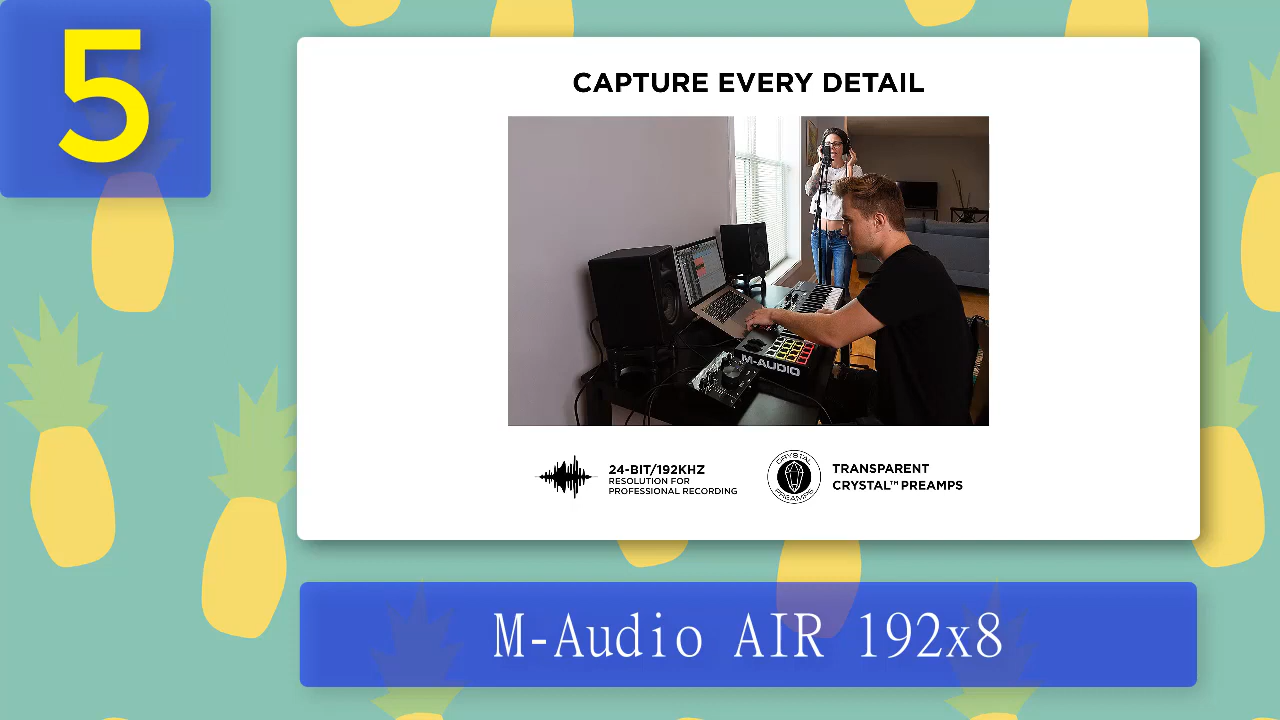 5
CAPTURE EVERY DETAIL
M-AUDIO
24-BIT/192KHZ
RESOLUTION FOR
PROFESSIONAL RECORDING
CRYSTAL
PREAMPS
TRANSPARENT
CRYSTAL™ PREAMPS
M-Audio AIR 192x8